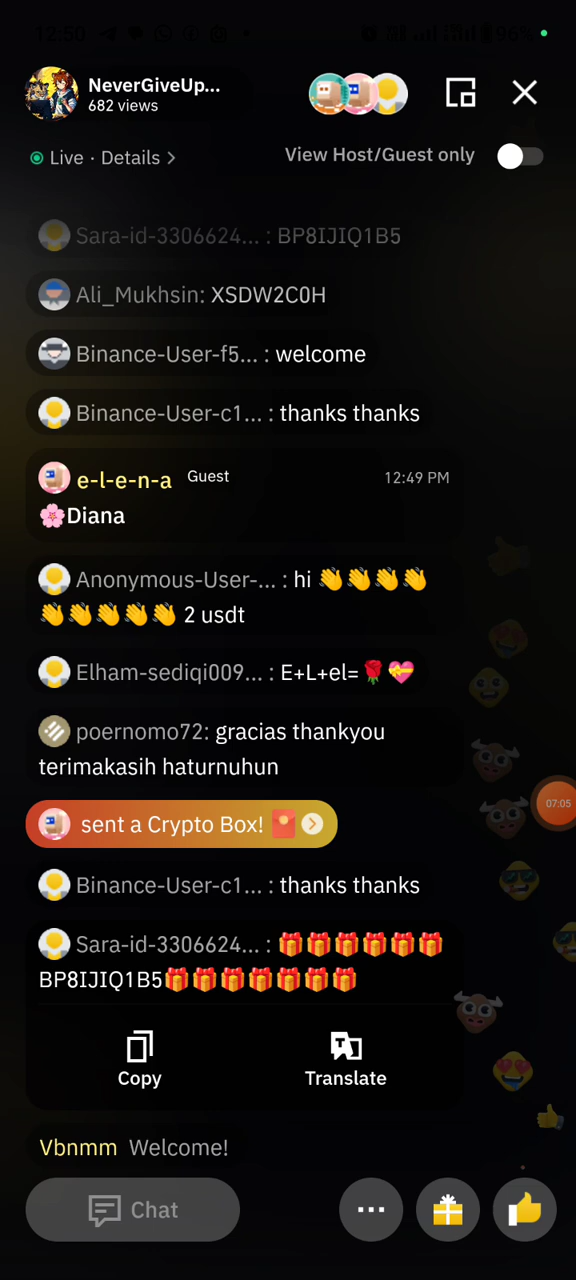 12:50
96%
NeverGiveUp...
682 views
Live · Details >
View Host/Guest only
Sara-id-3306624... : BP8IJIQ1B5
Ali_Mukhsin: XSDW2C0H
Binance-User-f5... : welcome
Binance-User-c1... : thanks thanks
e-l-e-n-a Guest 12:49 PM
🌸Diana
Anonymous-User-... : hi 👋👋👋👋
👋👋👋👋👋 2 usdt
Elham-sediqi009... : E+L+el=🌹💝
poernomo72: gracias thankyou
terimakasih haturnuhun
sent a Crypto Box! 🧧
07:05
Binance-User-c1... : thanks thanks
Sara-id-3306624... : 🎁🎁🎁🎁🎁🎁
BP8IJIQ1B5🎁🎁🎁🎁🎁🎁🎁
Copy
Translate
Vbnmm Welcome!
Chat